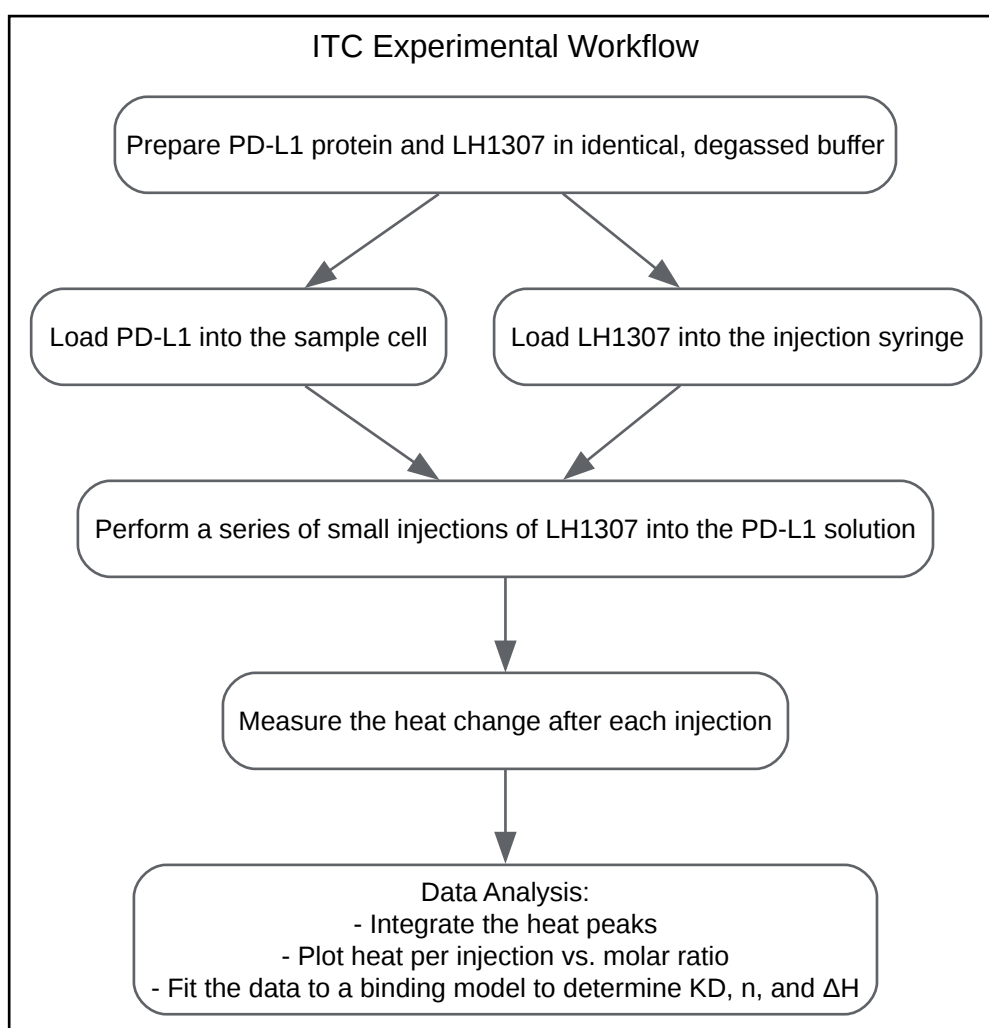 ITC Experimental Workflow
Prepare PD-L1 protein and LH1307 in identical, degassed buffer
Load PD-L1 into the sample cell
Load LH1307 into the injection syringe
Perform a series of small injections of LH1307 into the PD-L1 solution
Measure the heat change after each injection
Data Analysis:
- Integrate the heat peaks
- Plot heat per injection vs. molar ratio
- Fit the data to a binding model to determine KD, n, and ΔH